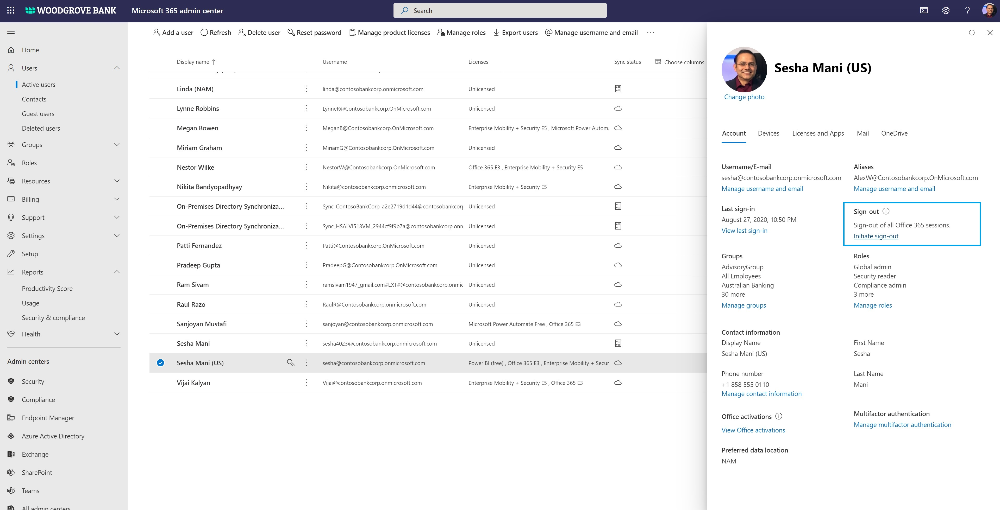 WOODGROVE BANK
Microsoft 365 admin center
Search
Home
Users
Active users
Contacts
Guest users
Deleted users
Groups
Roles
Resources
Billing
Support
Settings
Setup
Reports
Productivity Score
Usage
Security & compliance
Health
Admin centers
Security
Compliance
Endpoint Manager
Azure Active Directory
Exchange
SharePoint
Teams
All admin centers
Add a user Refresh Delete user Reset password Manage product licenses Manage roles Export users Manage username and email ···
Display name ↑ Username Licenses Sync status Choose columns
Linda (NAM) linda@contosobankcorp.onmicrosoft.com Unlicensed
Lynne Robbins LynneR@Contosobankcorp.OnMicrosoft.com Unlicensed
Megan Bowen MeganB@Contosobankcorp.OnMicrosoft.com Enterprise Mobility + Security E5 , Microsoft Power Autom
Miriam Graham MiriamG@Contosobankcorp.OnMicrosoft.com Unlicensed
Nestor Wilke NestorW@Contosobankcorp.OnMicrosoft.com Office 365 E3 , Enterprise Mobility + Security E5
Nikita Bandyopadhyay Nikita@contosobankcorp.onmicrosoft.com Enterprise Mobility + Security E5
On-Premises Directory Synchroniza... Sync_ContosoBankCorp_a2e2719d1d44@contosobankcorp Unlicensed
On-Premises Directory Synchroniza... Sync_HSALVI513VM_2944cf9f9b7a@contosobankcorp.onm Unlicensed
Patti Fernandez Patti@Contosobankcorp.OnMicrosoft.com Unlicensed
Pradeep Gupta PradeepG@Contosobankcorp.OnMicrosoft.com Unlicensed
Ram Sivam ramsivam1947_gmail.com#EXT#@contosobankcorp.onmic Unlicensed
Raul Razo RaulR@Contosobankcorp.onmicrosoft.com Unlicensed
Sanjoyan Mustafi sanjoyan@contosobankcorp.onmicrosoft.com Microsoft Power Automate Free , Office 365 E3
Sesha Mani sesha4023@contosobankcorp.onmicrosoft.com Unlicensed
Sesha Mani (US) sesha@contosobankcorp.onmicrosoft.com Power BI (free) , Office 365 E3 , Enterprise Mobility + Secur
Vijai Kalyan Vijai@contosobankcorp.onmicrosoft.com Enterprise Mobility + Security E5 , Office 365 E3
Sesha Mani (US)
Change photo
Account Devices Licenses and Apps Mail OneDrive
Username/E-mail
sesha@contosobankcorp.onmicrosoft.com
Manage username and email
Aliases
AlexW@Contosobankcorp.OnMicrosoft.com
Manage username and email
Last sign-in
August 27, 2020, 10:50 PM
View last sign-in
Sign-out
Sign-out of all Office 365 sessions.
Initiate sign-out
Groups
AdvisoryGroup
All Employees
Australian Banking
30 more
Manage groups
Roles
Global admin
Security reader
Compliance admin
3 more
Manage roles
Contact information
Display Name
Sesha Mani (US)
First Name
Sesha
Phone number
+1 858 555 0110
Manage contact information
Last Name
Mani
Office activations
View Office activations
Multifactor authentication
Manage multifactor authentication
Preferred data location
NAM